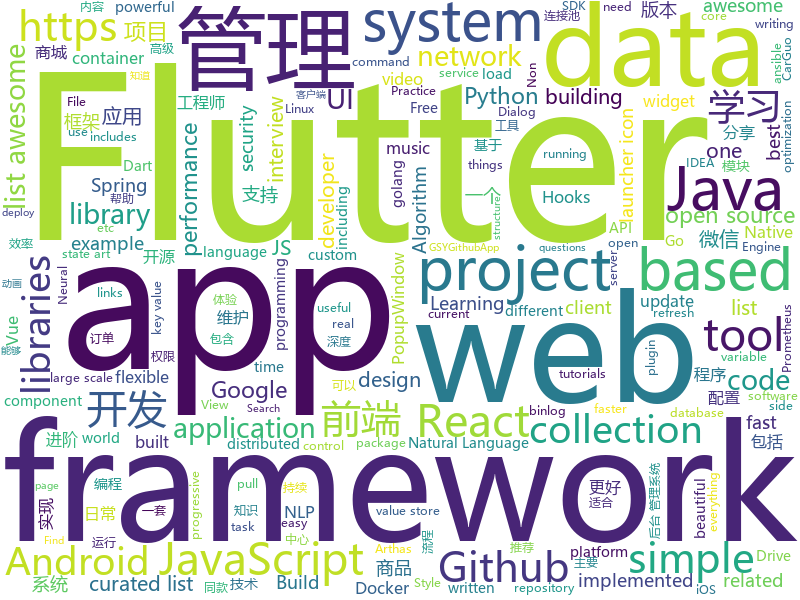 https 项目 商城 container 高级 管理 system network 内容 powerful video command load service 连接池 SDK need core 版本 awesome writing
data ansible CarGuo
list awesome 框架 应用 File use includes Dart 知道
工程师 客户端 Linux UI Free Practice Python building widget 学习 分享 optimization
Flutter
performance security interview developer including music golang Dialog 基于 工具 running launcher icon one IDEA 模块 best
Spring 支持 Algorithm 一个 Hooks Java
library example JS language custom programming API open Go open source 微信 Native Engine
效率 deploy etc 开源 state art GSYGithubApp structure questions server
libraries Neural links 维护 体验 包含 useful real 深度 PopupWindow project based
app web Learning client different update refresh list variable key value Prometheus
Vue 动画 能够 订单 权限 current tutorials plugin tool
large scale flexible Google time View design 可以 binlog faster 程序 配置 code software
component 开发 前端 React application collection database side
进阶 world built distributed Search control package Natural Language fast 包括
framework
实现 日常 编程 progressive pull 知识 NLP task easy 持续 value store 更好 适合 beautiful page 后台 管理系统 everything
Android JavaScript 一套 运行 中心 Arthas 流程 Github 推荐 platform 主要 simple Drive
系统 curated list Find Build 同款 技术 帮助 商品 Docker Style written things repository implemented iOS related Non